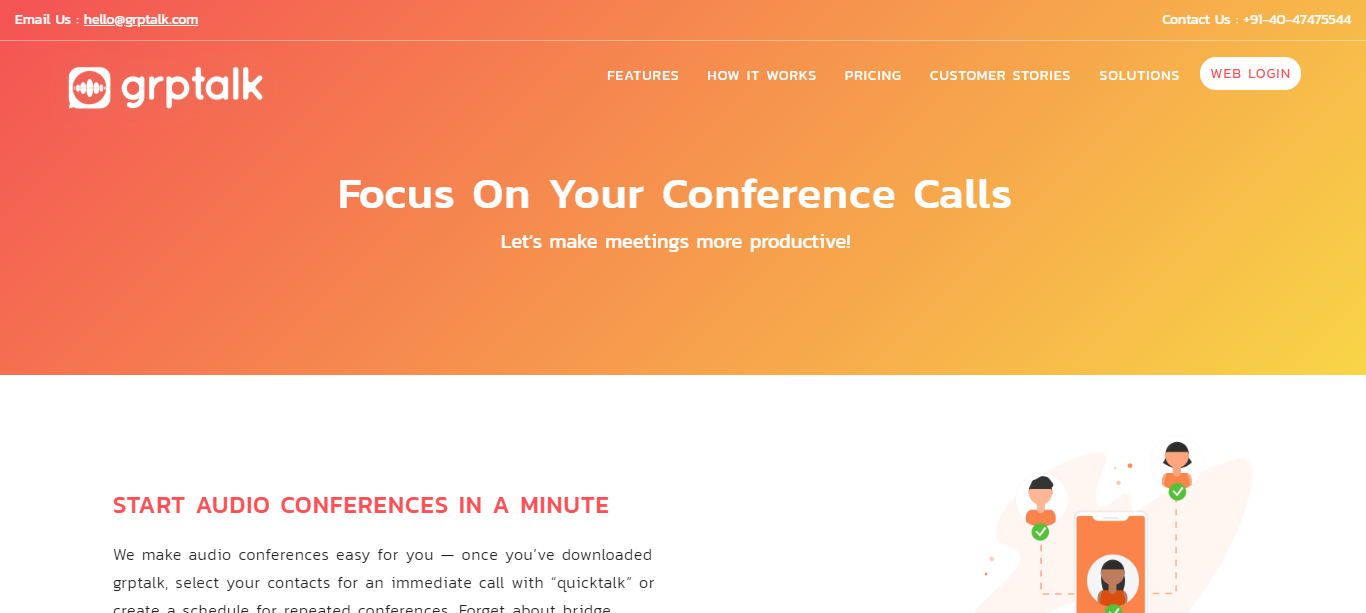 Email Us : hello@grptalk.com
Contact Us : +91-40-47475544
grptalk
FEATURES HOW IT WORKS PRICING CUSTOMER STORIES SOLUTIONS WEB LOGIN
Focus On Your Conference Calls
Let's make meetings more productive!
START AUDIO CONFERENCES IN A MINUTE
We make audio conferences easy for you — once you've downloaded
grptalk, select your contacts for an immediate call with “quicktalk” or
create a schedule for repeated conferences. Forget about bridge